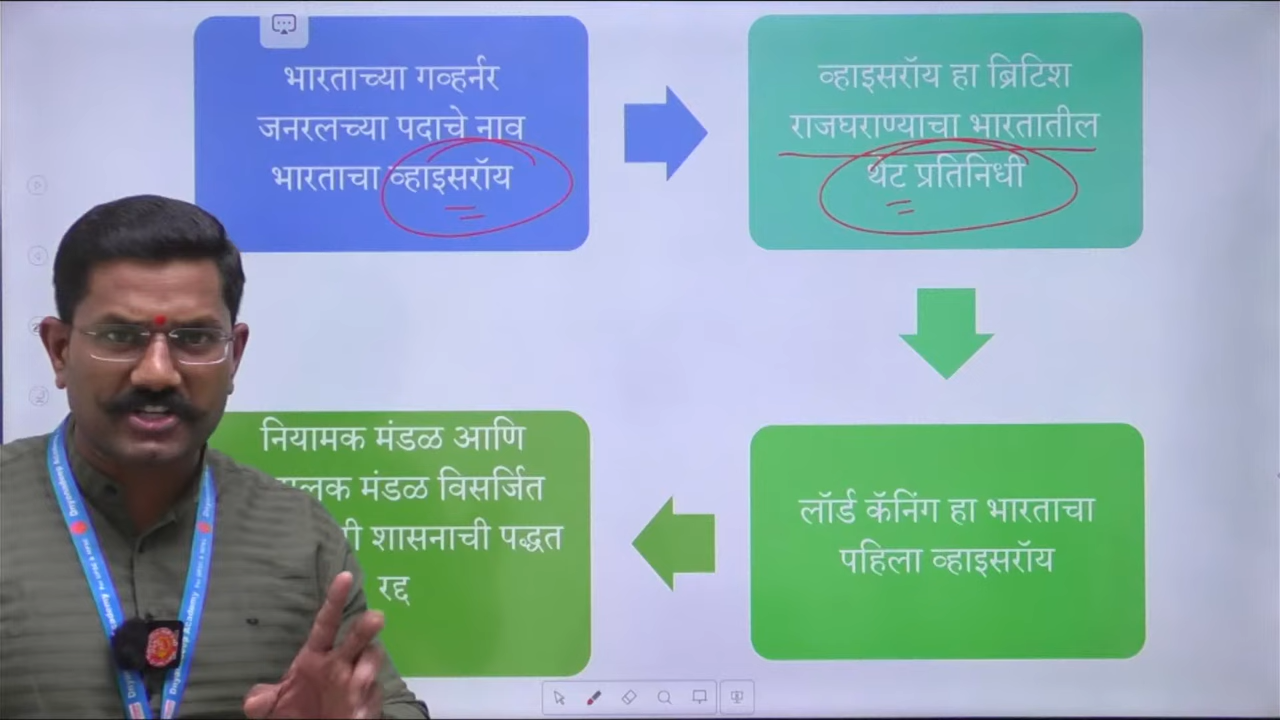 भारताच्या गव्हर्नर
जनरलच्या पदाचे नाव
भारताचा व्हाइसरॉय
व्हाइसरॉय हा ब्रिटिश
राजघराण्याचा भारतातील
थेट प्रतिनिधी
लॉर्ड कॅनिंग हा भारताचा
पहिला व्हाइसरॉय
नियामक मंडळ आणि
मंडळ विसर्जित
शासनाची पद्धत
रद्द